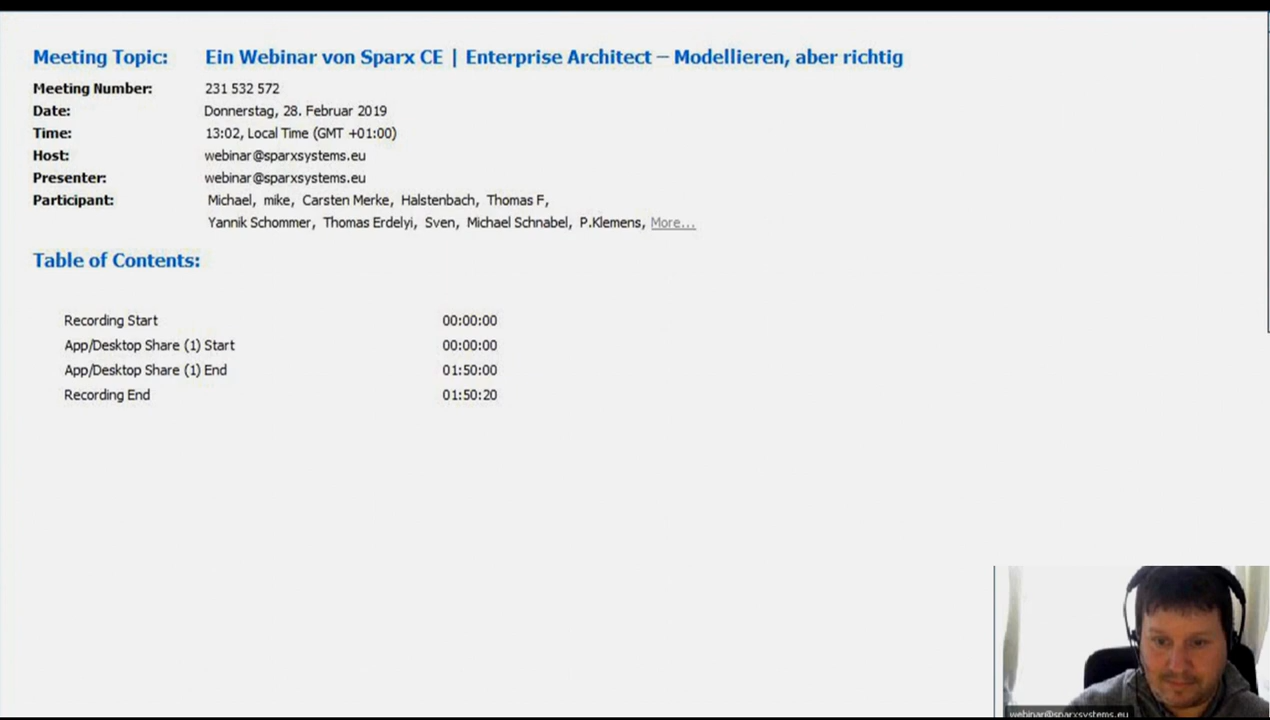 Meeting Topic: Ein Webinar von Sparx CE | Enterprise Architect – Modellieren, aber richtig
Meeting Number: 231 532 572
Date: Donnerstag, 28. Februar 2019
Time: 13:02, Local Time (GMT +01:00)
Host: webinar@sparxsystems.eu
Presenter: webinar@sparxsystems.eu
Participant: Michael, mike, Carsten Merke, Halstenbach, Thomas F,
Yannik Schommer, Thomas Erdelyi, Sven, Michael Schnabel, P.Klemens, More...
Table of Contents:
Recording Start 00:00:00
App/Desktop Share (1) Start 00:00:00
App/Desktop Share (1) End 01:50:00
Recording End 01:50:20
webinar@sparxsystems.eu